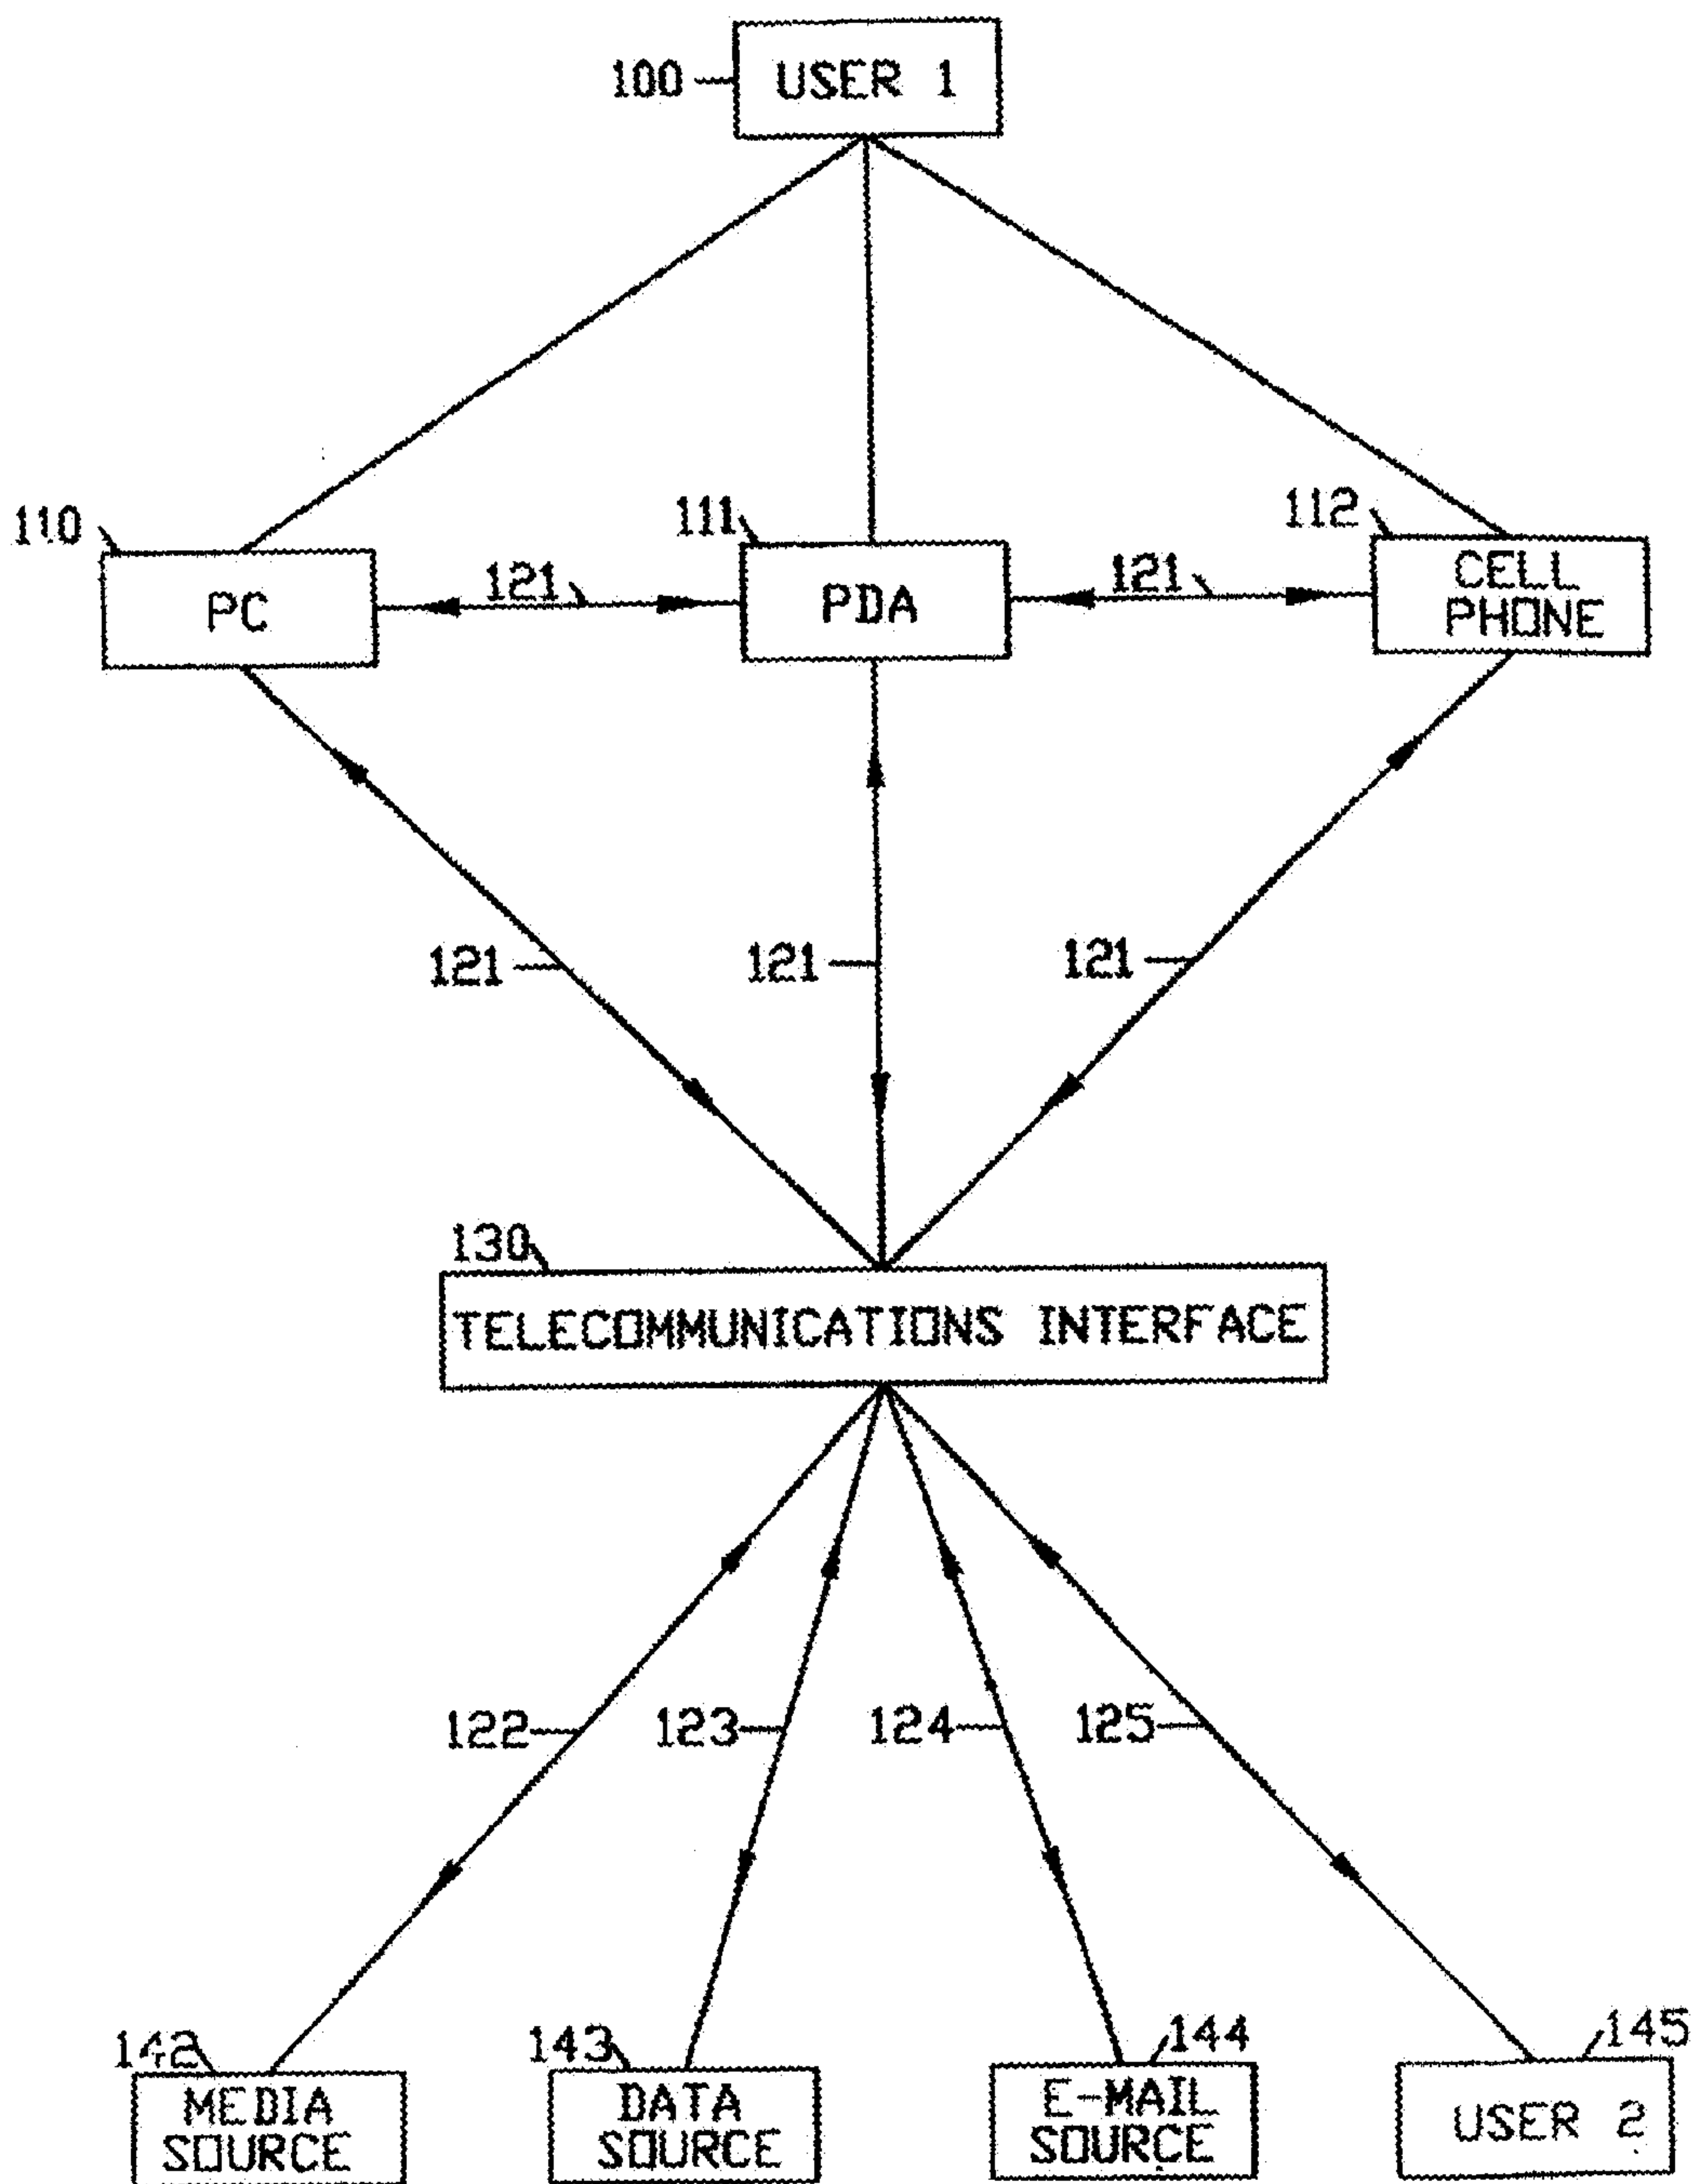 100 USER 1
110 111 112
PC 121 PDA 121 CELL
PHONE
121 121 121
130
TELECOMMUNICATIONS INTERFACE
122 123 124 125
142 143 144 145
MEDIA
SOURCE
DATA
SOURCE
E-MAIL
SOURCE
USER 2